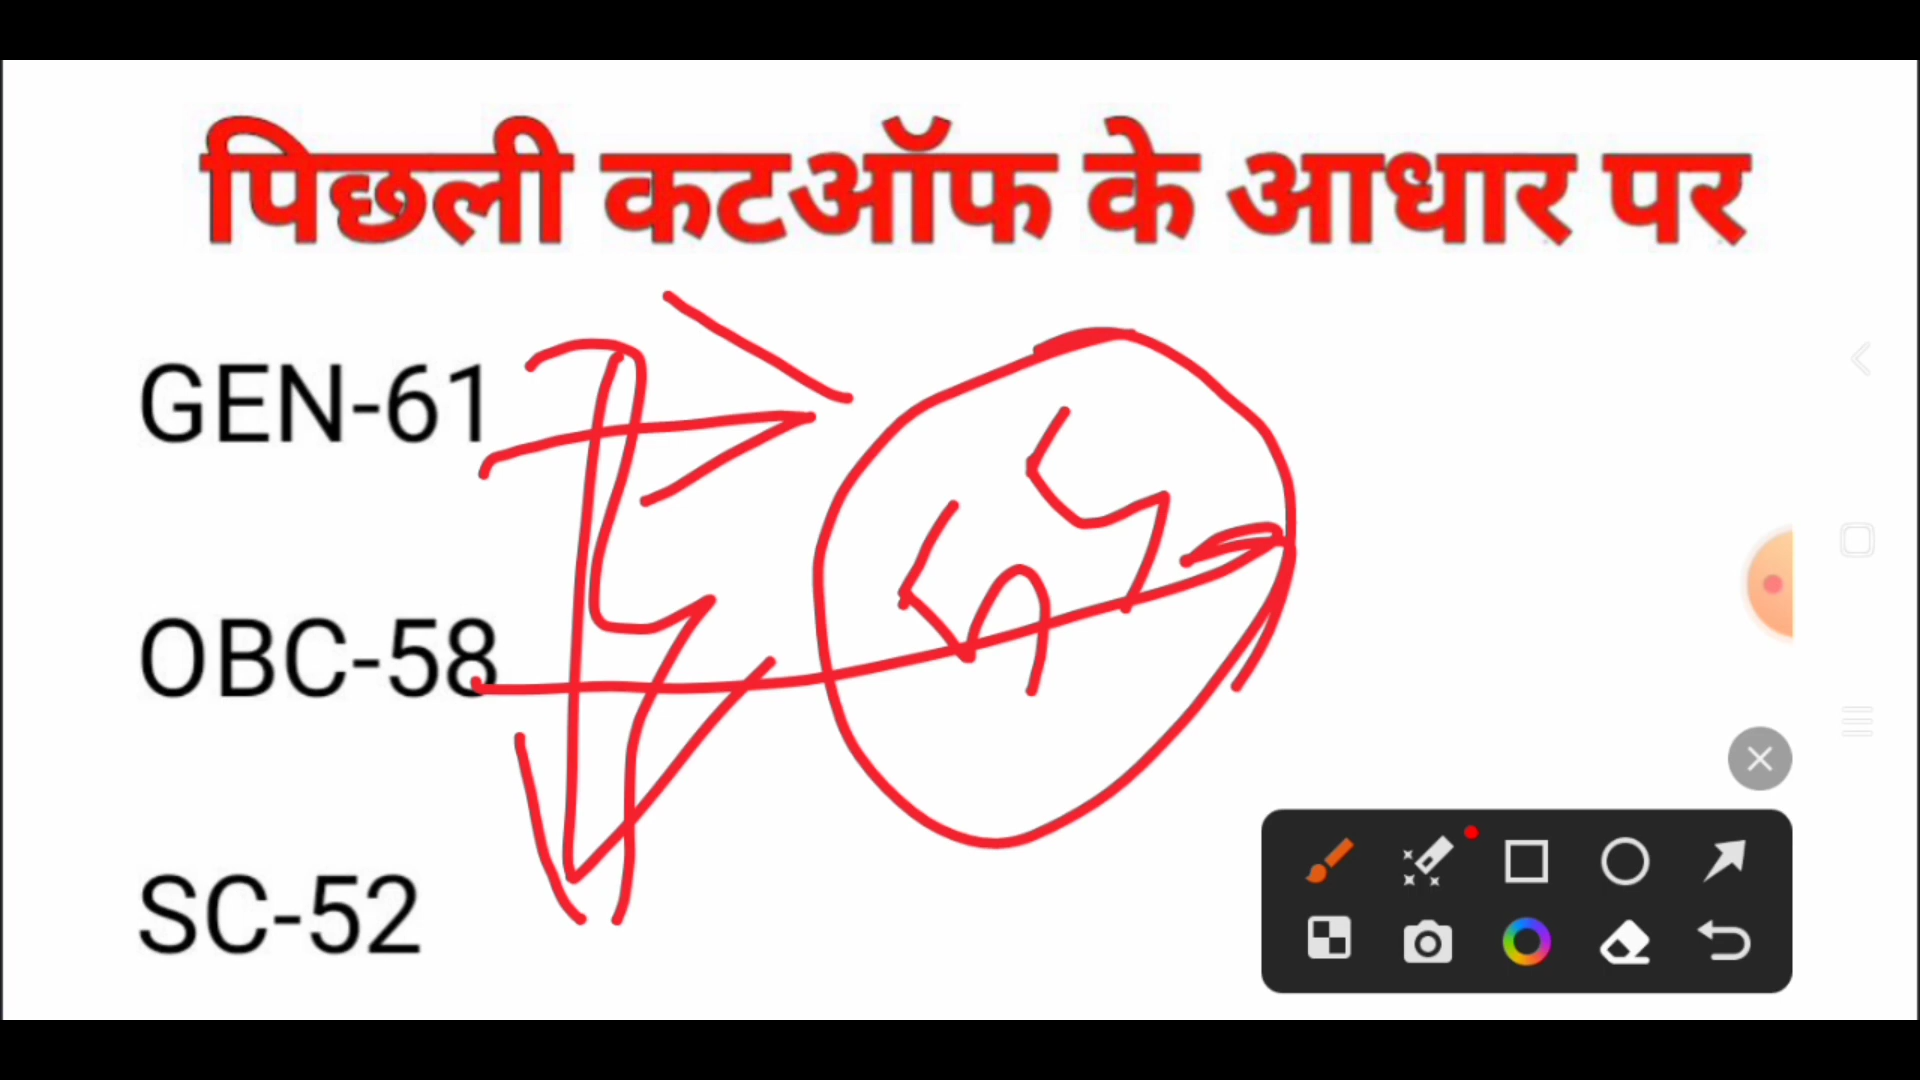 पिछली कटऑफ के आधार पर
GEN-61
OBC-58
SC-52